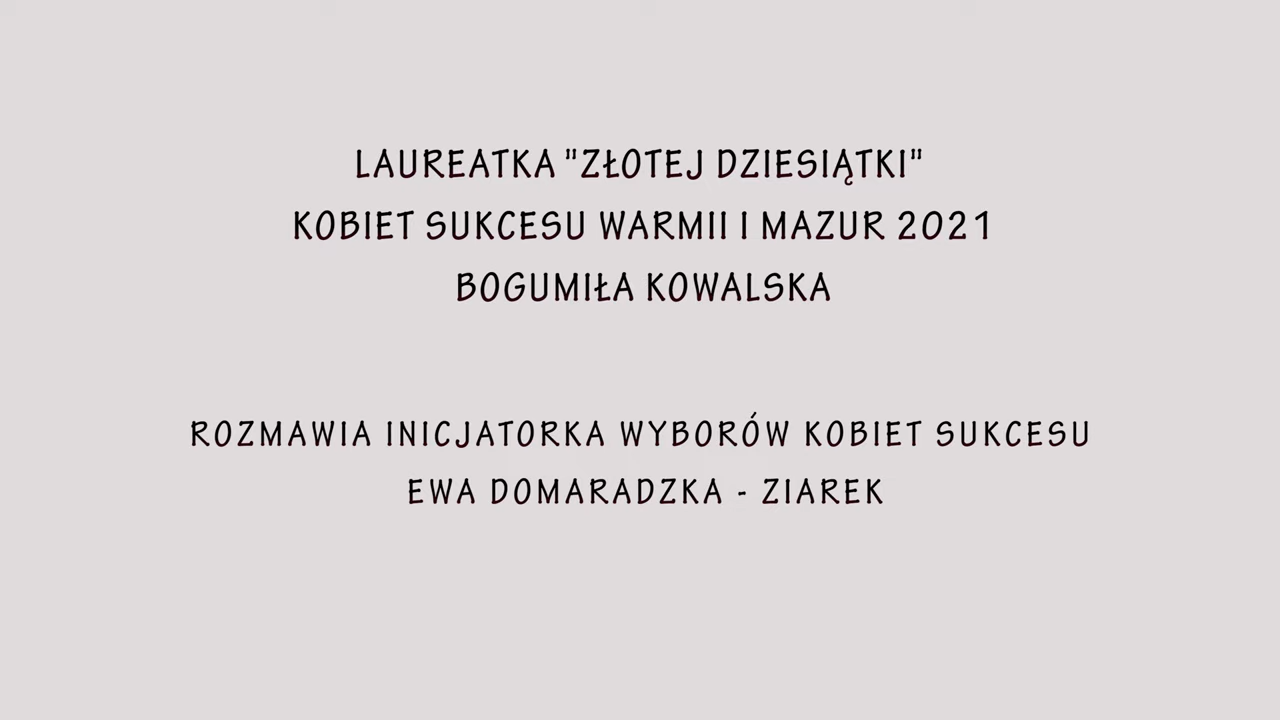 LAUREATKA "ZŁOTEJ DZIESIĄTKI"
KOBIET SUKCESU WARMII I MAZUR 2021
BOGUMIŁA KOWALSKA
ROZMAWIA INICJATORKA WYBORÓW KOBIET SUKCESU
EWA DOMARADZKA - ZIAREK